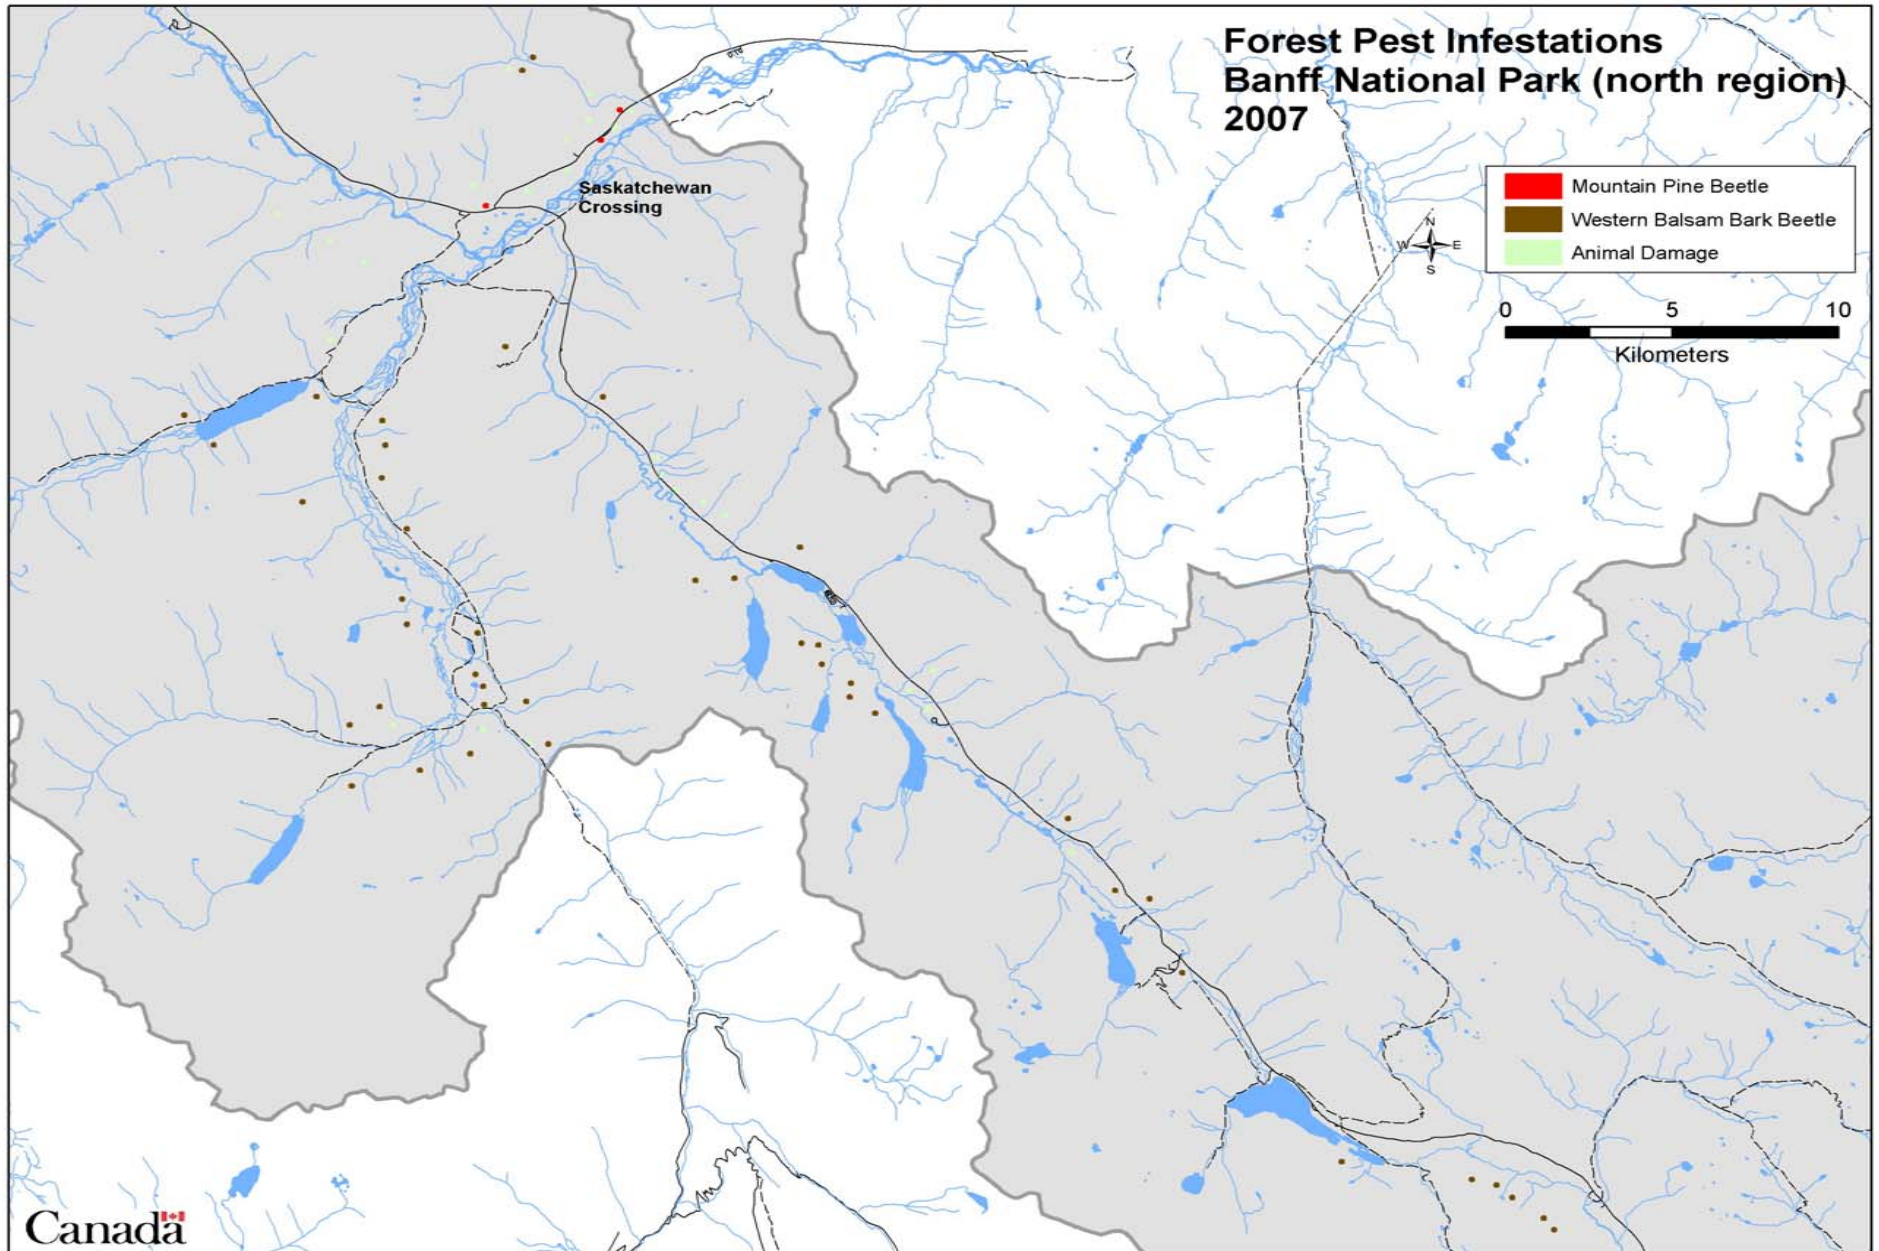 Forest Pest Infestations
Banff National Park (north region)
2007
Mountain Pine Beetle
Western Balsam Bark Beetle
Animal Damage
Saskatchewan
Crossing
N
W E
S
0 5 10
Kilometers
Canada